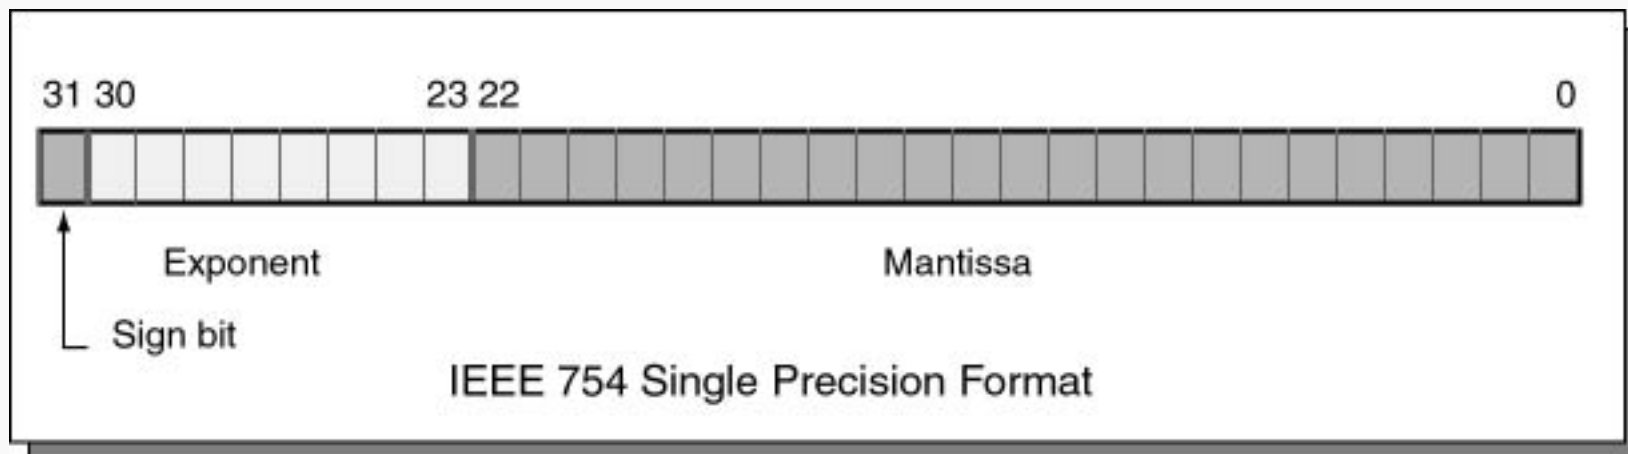 31 30 23 22 0
Exponent Mantissa
Sign bit
IEEE 754 Single Precision Format